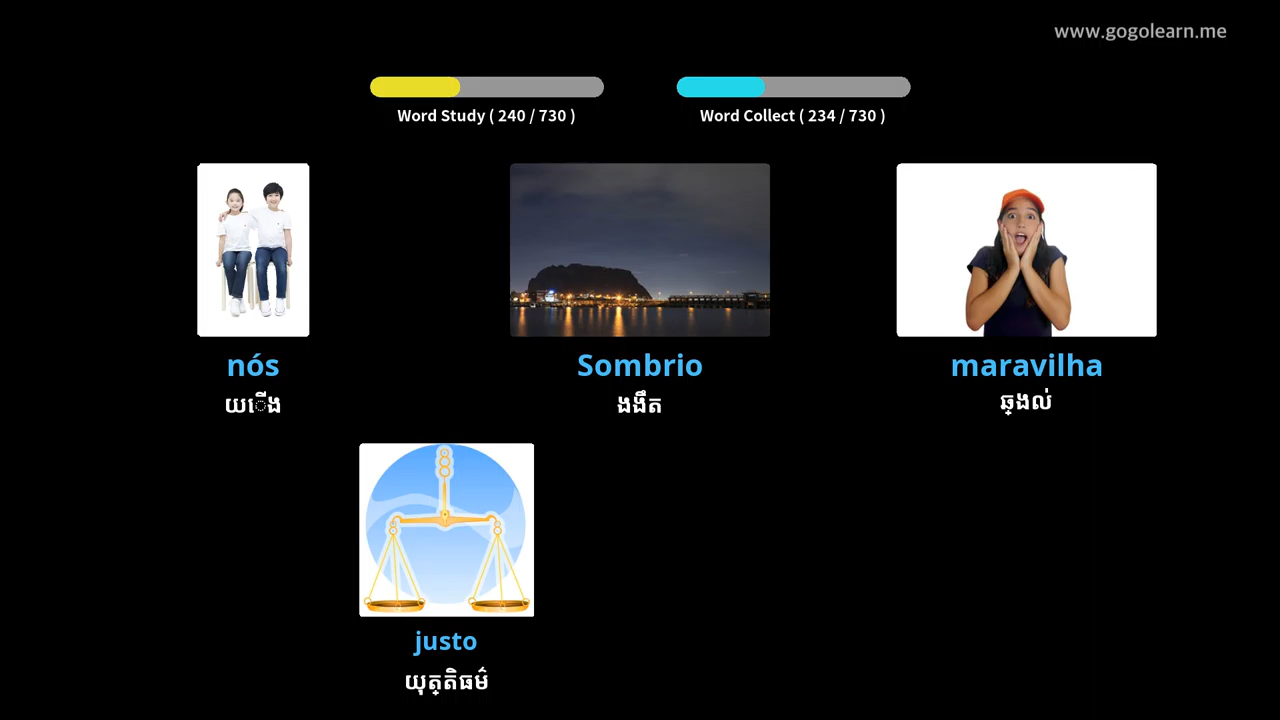 www.gogolearn.me
Word Study ( 240 / 730 )
Word Collect ( 234 / 730 )
nós
Sombrio
maravilha
យើង
ងងឹត
ឆ្ងល់
justo
យុត្តិធម៌